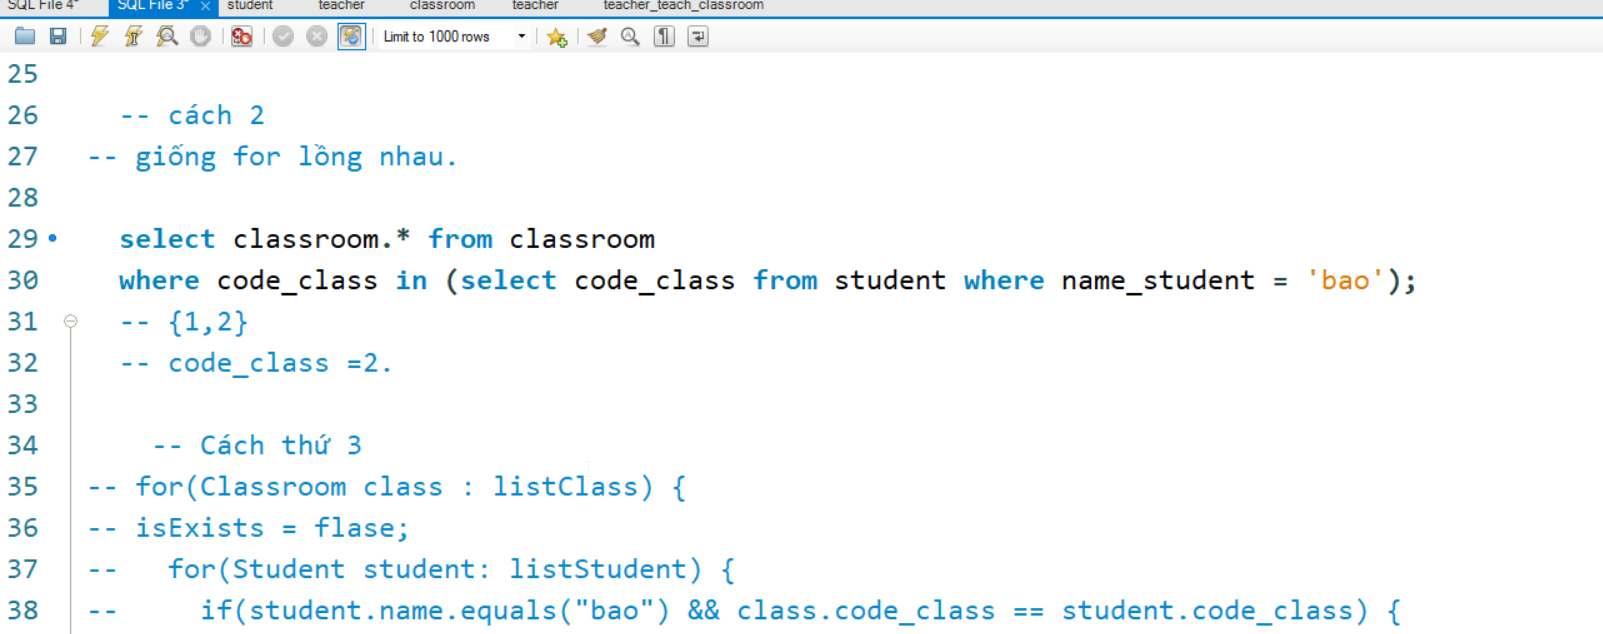 SQL File 4* SQL File 3* × student teacher classroom teacher teacher_teach_classroom
Limit to 1000 rows
25
26 -- cách 2
27 -- giống for lồng nhau.
28
29 select classroom.* from classroom
30 where code_class in (select code_class from student where name_student = 'bao');
31 -- {1,2}
32 -- code_class =2.
33
34 -- Cách thứ 3
35 -- for(Classroom class : listClass) {
36 -- isExists = flase;
37 -- for(Student student: listStudent) {
38 -- if(student.name.equals("bao") && class.code_class == student.code_class) {